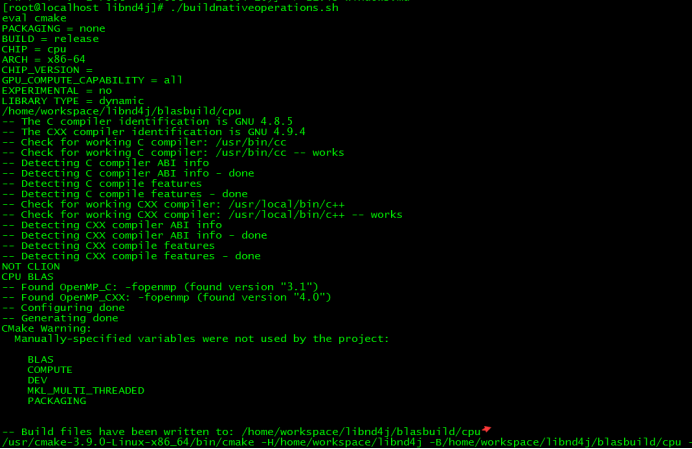 [root@localhost libnd4j]# ./buildnativeoperations.sh
eval cmake
PACKAGING = none
BUILD = release
CHIP = cpu
ARCH = x86-64
CHIP_VERSION =
GPU_COMPUTE_CAPABILITY = all
EXPERIMENTAL = no
LIBRARY TYPE = dynamic
/home/workspace/libnd4j/blasbuild/cpu
-- The C compiler identification is GNU 4.8.5
-- The CXX compiler identification is GNU 4.9.4
-- Check for working C compiler: /usr/bin/cc
-- Check for working C compiler: /usr/bin/cc -- works
-- Detecting C compiler ABI info
-- Detecting C compiler ABI info - done
-- Detecting C compile features
-- Detecting C compile features - done
-- Check for working CXX compiler: /usr/local/bin/c++
-- Check for working CXX compiler: /usr/local/bin/c++ -- works
-- Detecting CXX compiler ABI info
-- Detecting CXX compiler ABI info - done
-- Detecting CXX compile features
-- Detecting CXX compile features - done
NOT CLION
CPU BLAS
-- Found OpenMP_C: -fopenmp (found version "3.1")
-- Found OpenMP_CXX: -fopenmp (found version "4.0")
-- Configuring done
-- Generating done
CMake Warning:
Manually-specified variables were not used by the project:
BLAS
COMPUTE
DEV
MKL_MULTI_THREADED
PACKAGING
-- Build files have been written to: /home/workspace/libnd4j/blasbuild/cpu
/usr/cmake-3.9.0-Linux-x86_64/bin/cmake -H/home/workspace/libnd4j -B/home/workspace/libnd4j/blasbuild/cpu -